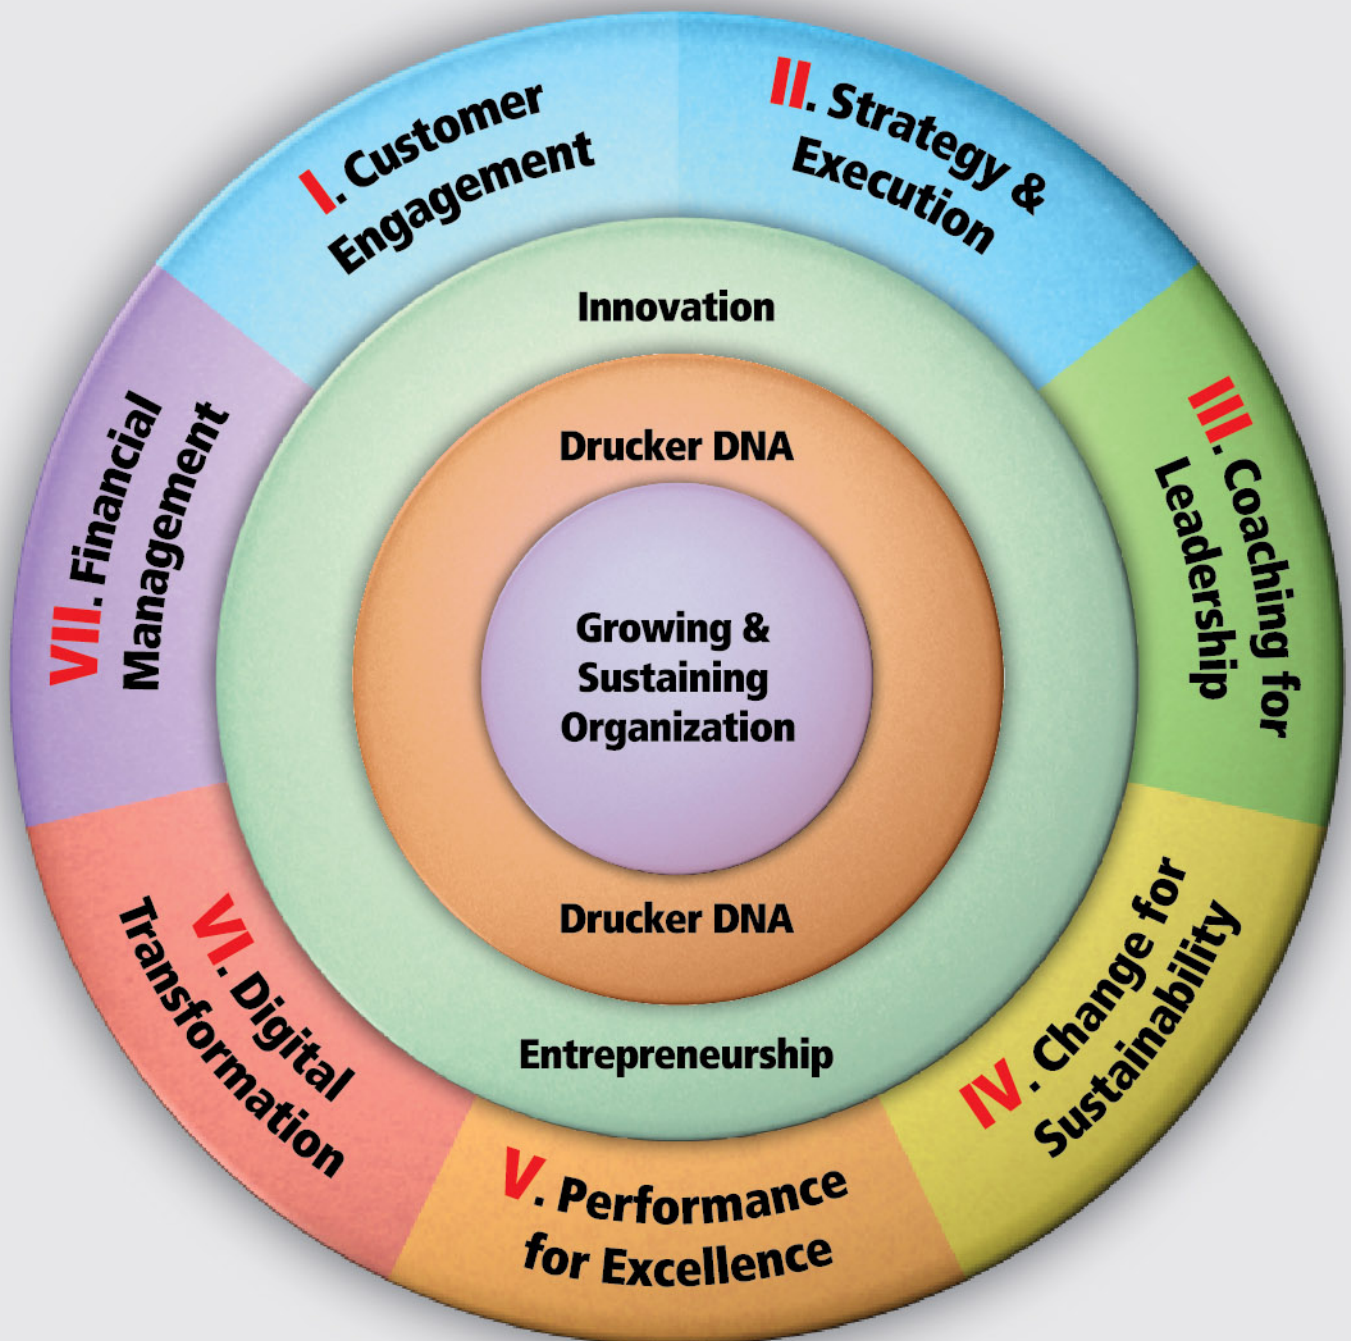 I. Customer
Engagement
II. Strategy &
Execution
III. Coaching for
Leadership
IV. Change for
Sustainability
V. Performance
for Excellence
VI. Digital
Transformation
VII. Financial
Management
Innovation
Drucker DNA
Growing &
Sustaining
Organization
Drucker DNA
Entrepreneurship